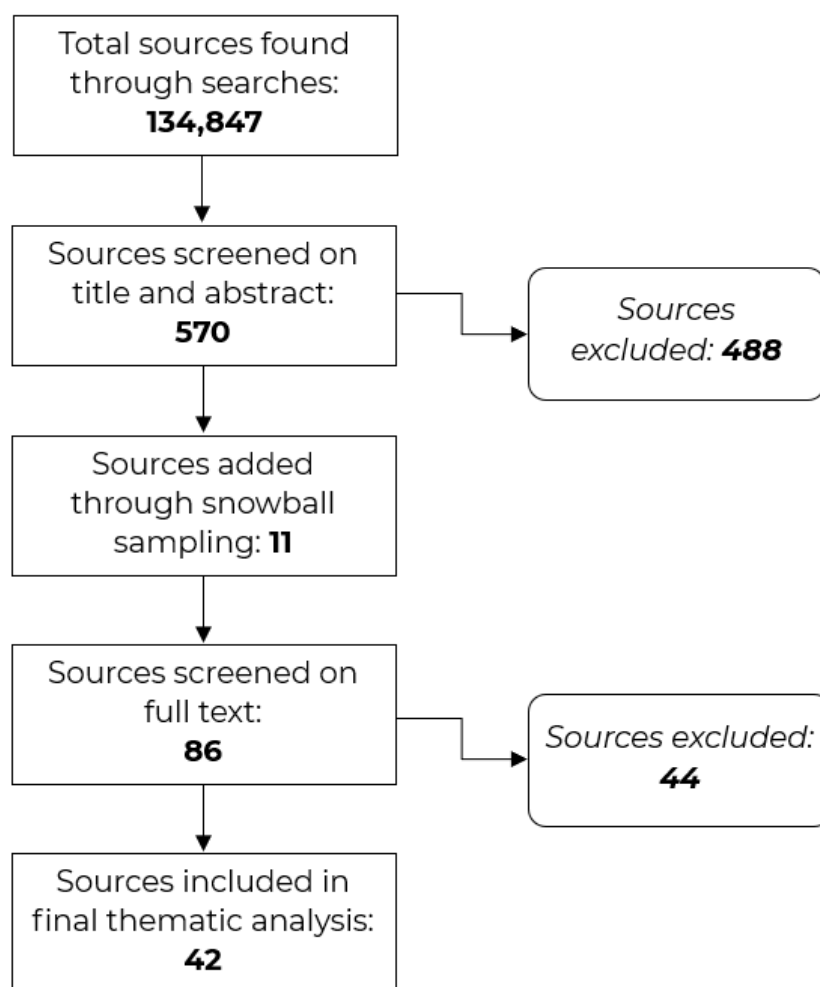 Total sources found
through searches:
134,847
Sources screened on
title and abstract:
570
Sources
excluded: 488
Sources added
through snowball
sampling: 11
Sources screened on
full text:
86
Sources excluded:
44
Sources included in
final thematic analysis:
42